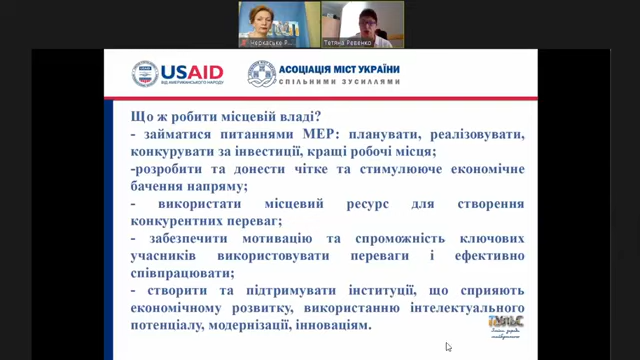 Черкаське Р...
Тетяна Ревенко
USAID
ВІД АМЕРИКАНСЬКОГО НАРОДУ
АСОЦІАЦІЯ МІСТ УКРАЇНИ
СПІЛЬНИМИ ЗУСИЛЛЯМИ
Що ж робити місцевій владі?
- займатися питаннями МЕР: планувати, реалізовувати,
конкурувати за інвестиції, кращі робочі місця;
-розробити та донести чітке та стимулююче економічне
бачення напряму;
- використати місцевий ресурс для створення
конкурентних переваг;
- забезпечити мотивацію та спроможність ключових
учасників використовувати переваги і ефективно
співпрацювати;
- створити та підтримувати інституції, що сприяють
економічному розвитку, використанню інтелектуального
потенціалу, модернізації, інноваціям.